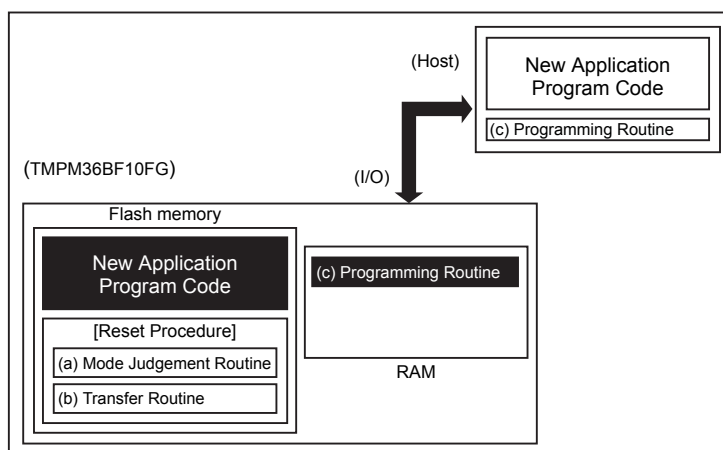 (Host)
New Application
Program Code
(c) Programming Routine
(TMPM36BF10FG)
(I/O)
Flash memory
New Application
Program Code
[Reset Procedure]
(a) Mode Judgement Routine
(b) Transfer Routine
(c) Programming Routine
RAM